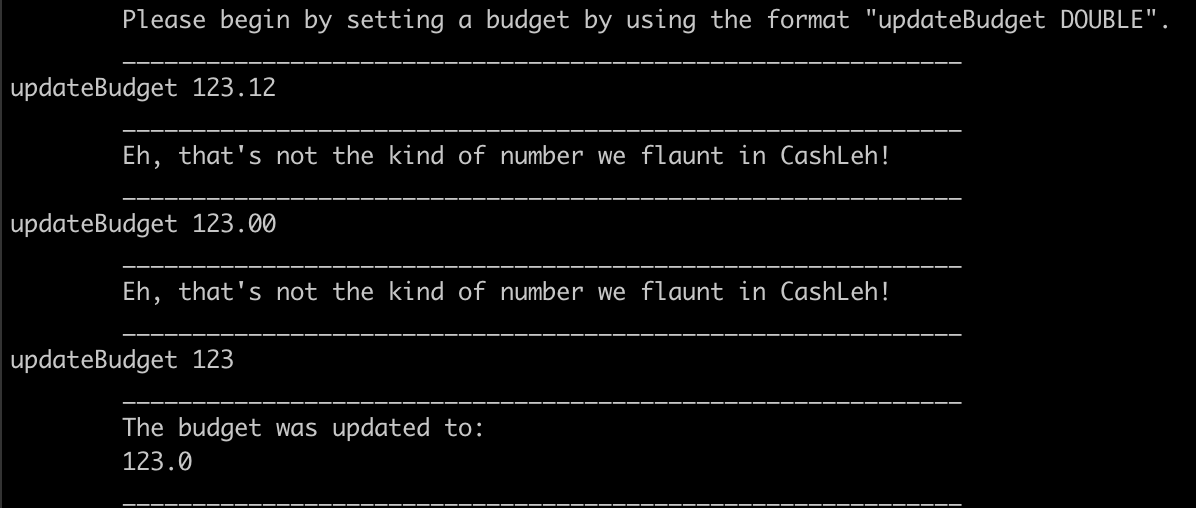 Please begin by setting a budget by using the format "updateBudget DOUBLE".
____________________________________________________________
updateBudget 123.12
____________________________________________________________
Eh, that's not the kind of number we flaunt in CashLeh!
____________________________________________________________
updateBudget 123.00
____________________________________________________________
Eh, that's not the kind of number we flaunt in CashLeh!
____________________________________________________________
updateBudget 123
____________________________________________________________
The budget was updated to:
123.0
____________________________________________________________